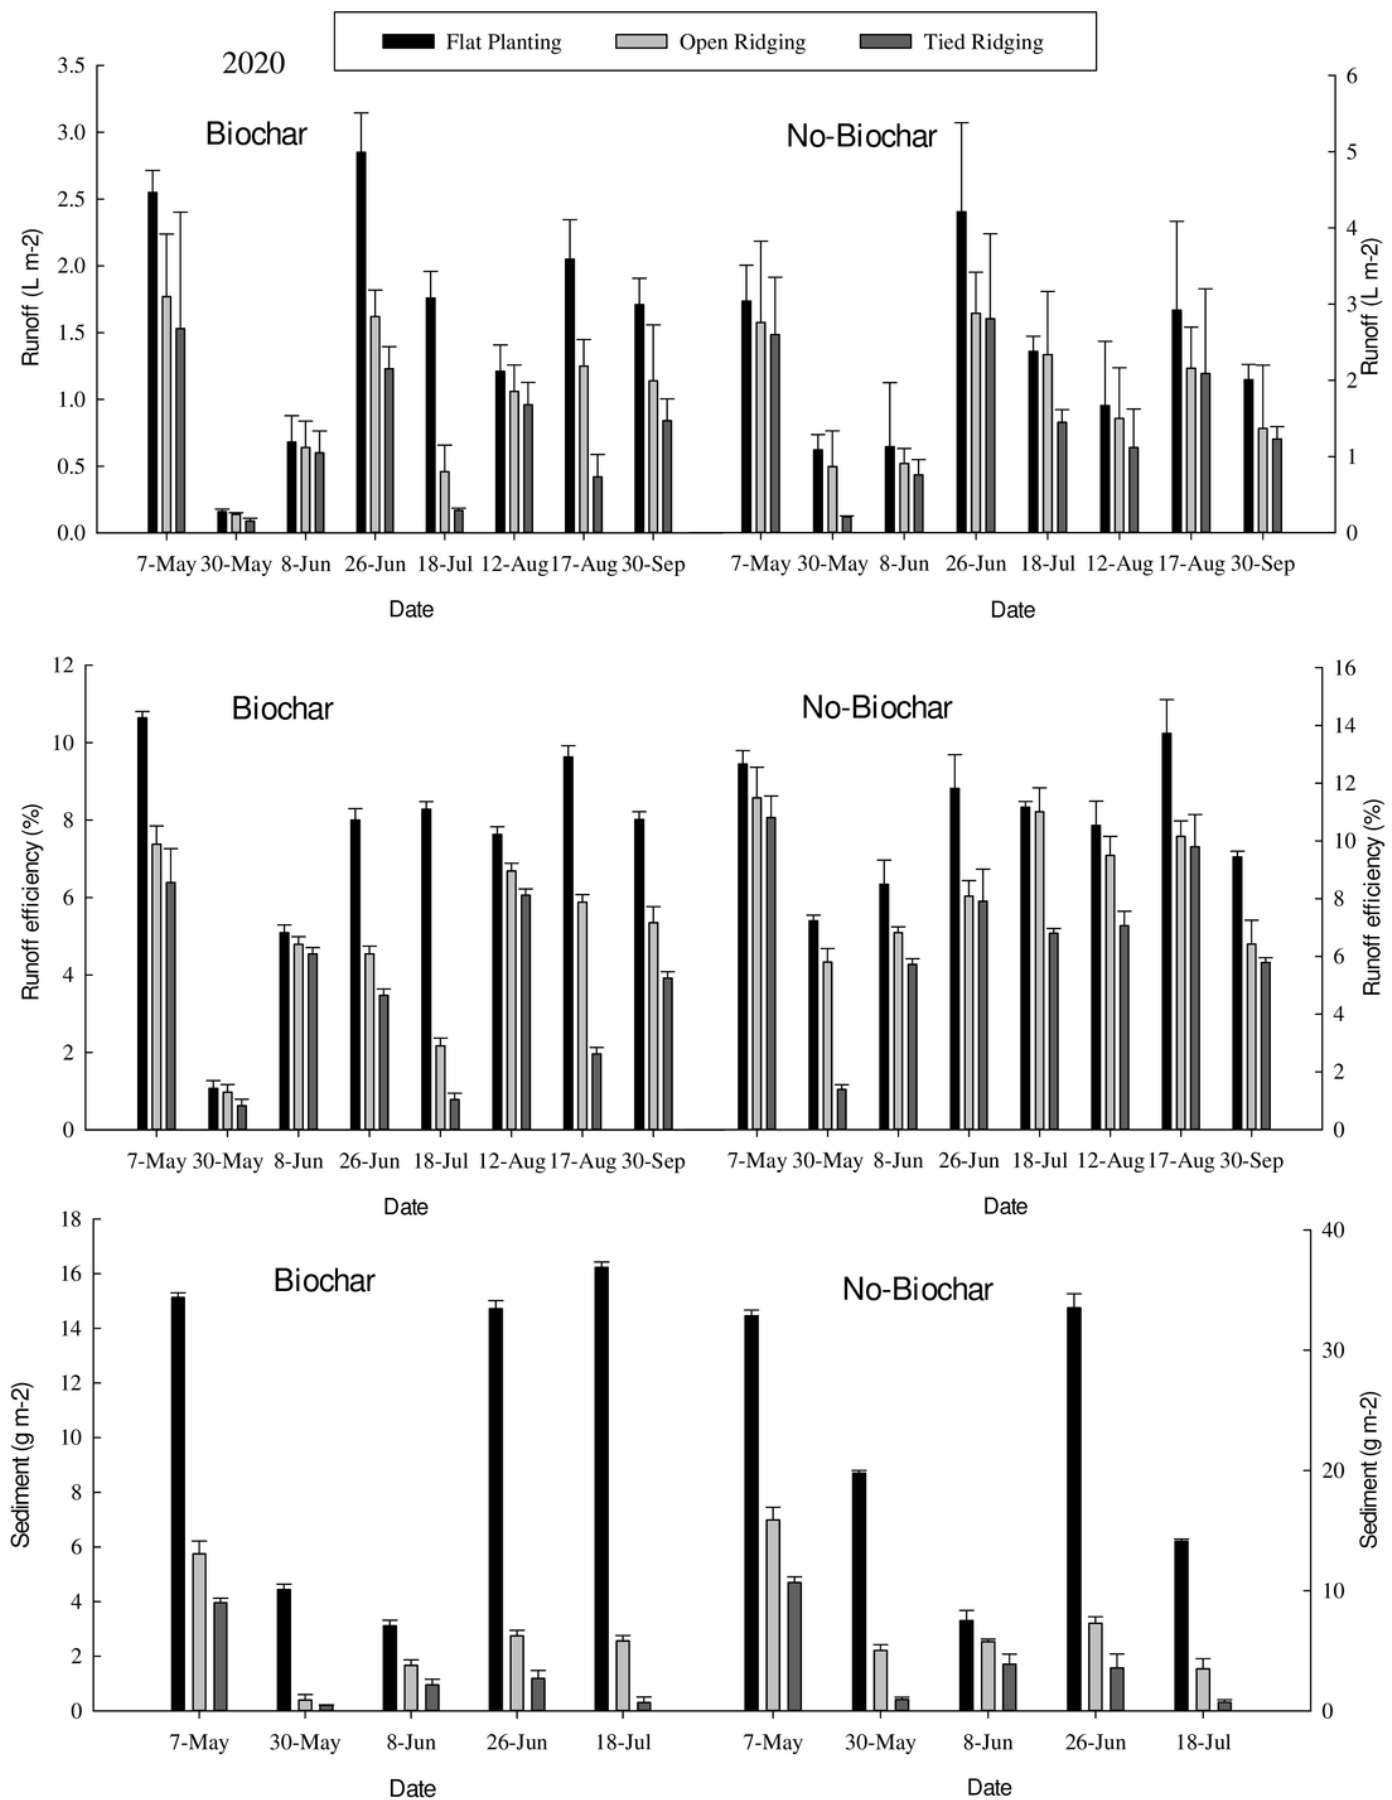 Flat Planting Open Ridging Tied Ridging
2020
Biochar No-Biochar
3.5
3.0
2.5
2.0
1.5
1.0
0.5
0.0
Runoff (L m-2)
6
5
4
3
2
1
0
Runoff (L m-2)
7-May 30-May 8-Jun 26-Jun 18-Jul 12-Aug 17-Aug 30-Sep 7-May 30-May 8-Jun 26-Jun 18-Jul 12-Aug 17-Aug 30-Sep
Date Date
Biochar No-Biochar
12
10
8
6
4
2
0
Runoff efficiency (%)
16
14
12
10
8
6
4
2
0
Runoff efficiency (%)
7-May 30-May 8-Jun 26-Jun 18-Jul 12-Aug 17-Aug 30-Sep 7-May 30-May 8-Jun 26-Jun 18-Jul 12-Aug 17-Aug 30-Sep
Date Date
Biochar No-Biochar
18
16
14
12
10
8
6
4
2
0
Sediment (g m-2)
40
30
20
10
0
Sediment (g m-2)
7-May 30-May 8-Jun 26-Jun 18-Jul 7-May 30-May 8-Jun 26-Jun 18-Jul
Date Date